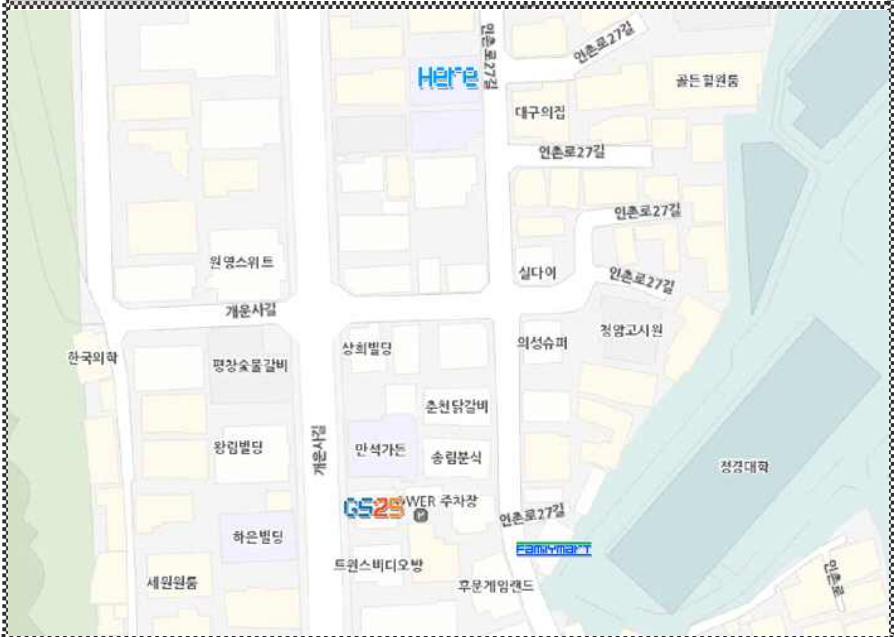 인촌로27길
인촌로27길
Here
골든힐원룸
대구의집
인촌로27길
인촌로27길
원영스위트
실다이
인촌로27길
개운사길
청암고시원
의성슈퍼
상희빌딩
한국의학
평창숯불갈비
춘천닭갈비
왕림빌딩
개운사길
만석가든
송림분식
정경대학
GS25
WER 주차장
인촌로27길
하은빌딩
Familymart
트윈스비디오방
세원원룸
후문게임랜드
인촌로